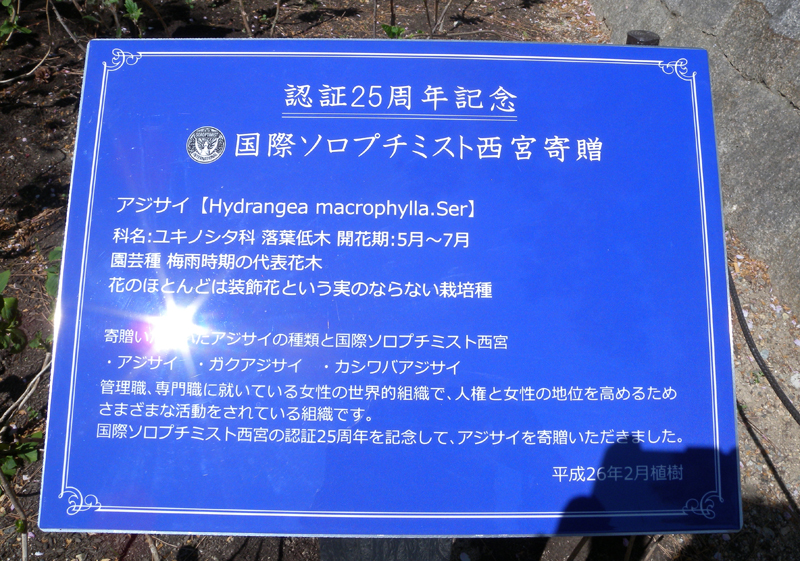 認証25周年記念
国際ソロプチミスト西宮寄贈
アジサイ【Hydrangea macrophylla.Ser】
科名:ユキノシタ科 落葉低木 開花期:5月～7月
園芸種 梅雨時期の代表花木
花のほとんどは装飾花という実のならない栽培種
寄贈い たアジサイの種類と国際ソロプチミスト西宮
・アジサイ ・ガクアジサイ ・カシワバアジサイ
管理職、専門職に就いている女性の世界的組織で、人権と女性の地位を高めるため
さまざまな活動をされている組織です。
国際ソロプチミスト西宮の認証25周年を記念して、アジサイを寄贈いただきました。
平成26年2月植樹